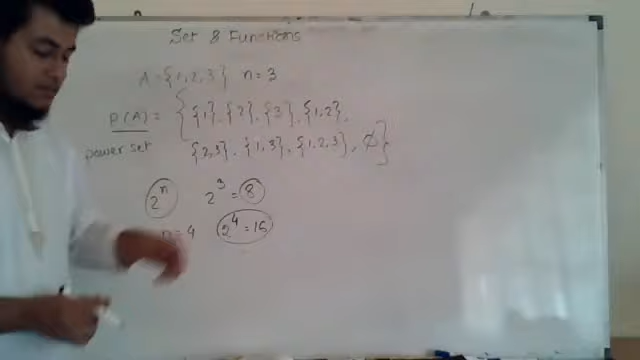 Set & Functions
A = {1, 2, 3} n = 3
P(A) = { {1}, {2}, {3}, {1, 2},
power set {2, 3}, {1, 3}, {1, 2, 3}, ∅ }
2ⁿ 2³ = 8
n = 4 2⁴ = 16